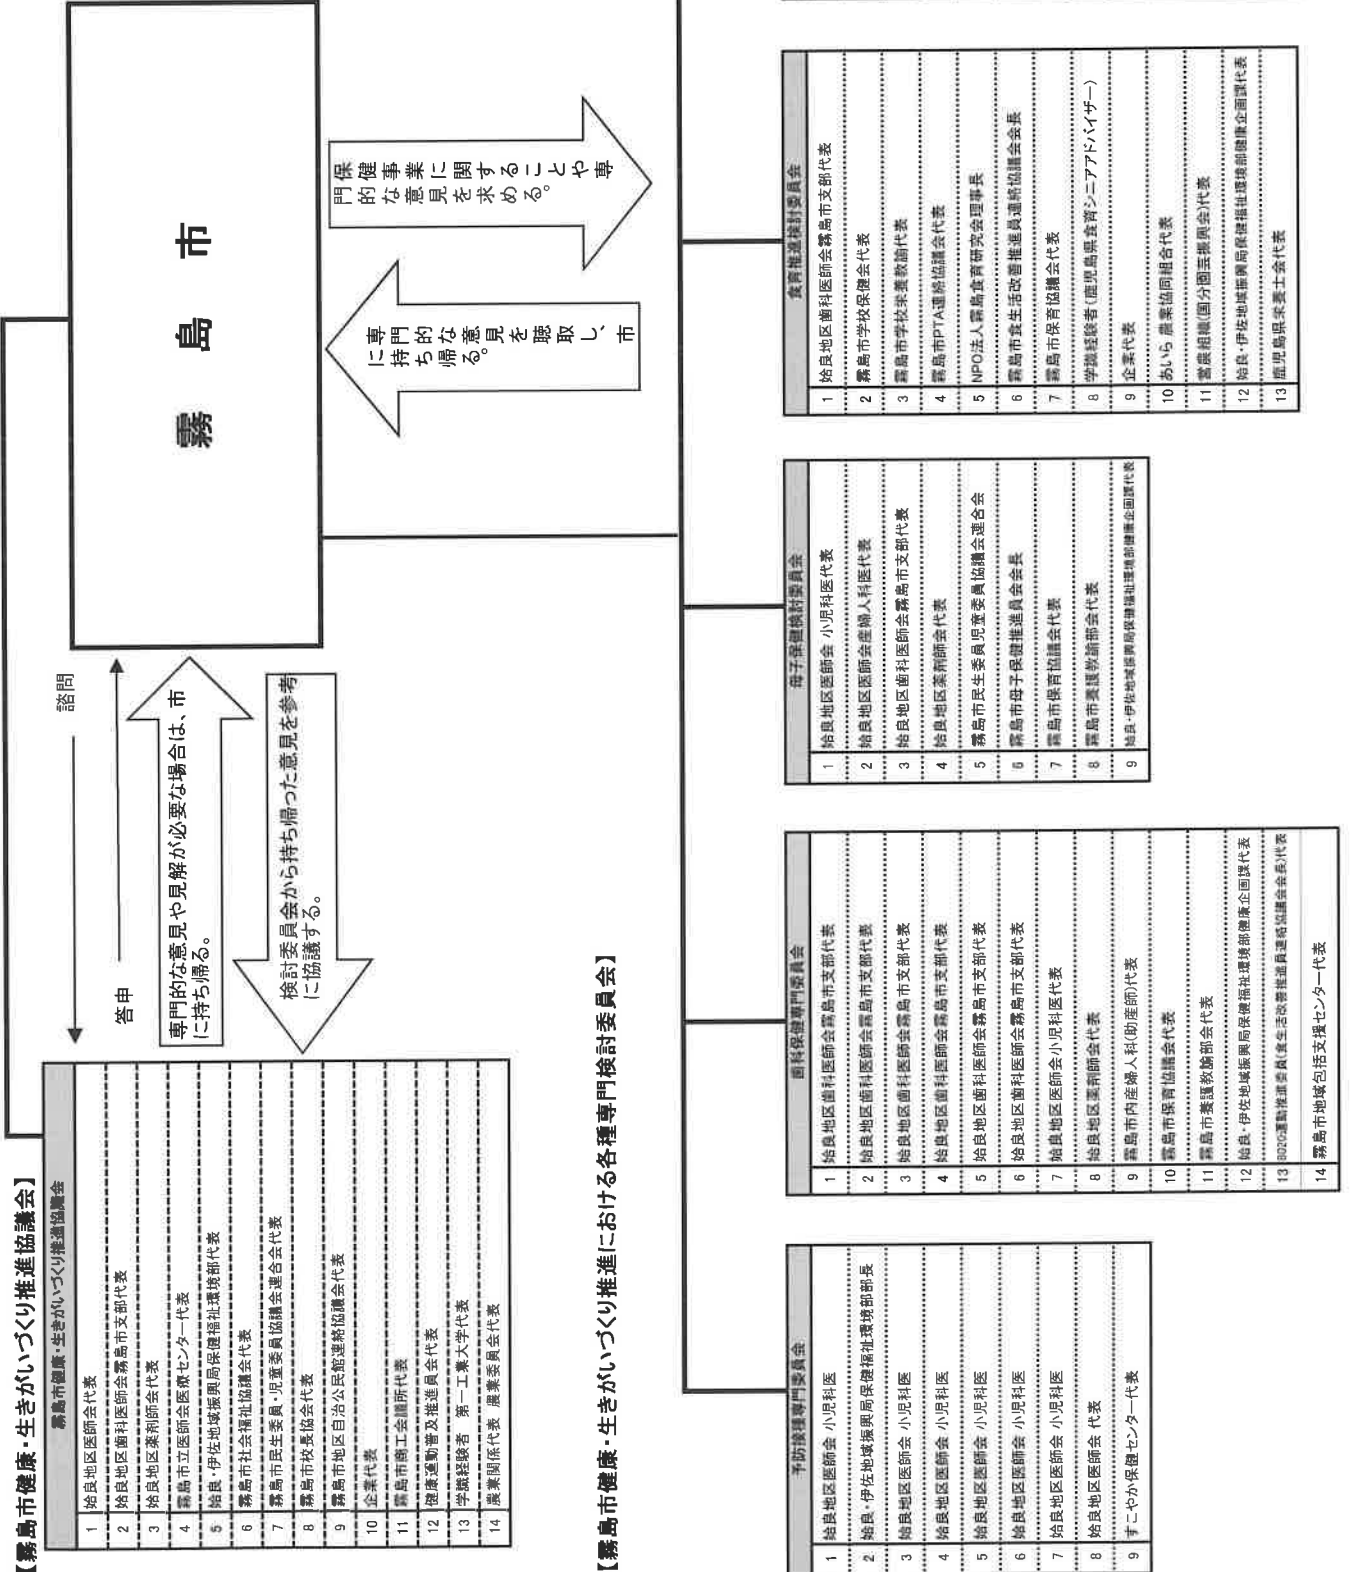 【霧島市健康・生きがいづくり推進協議会】
霧島市健康・生きがいづくり推進協議会
1 姶良地区医師会代表
2 姶良地区歯科医師会霧島市支部代表
3 姶良地区薬剤師会代表
4 霧島市立医師会医療センター代表
5 姶良・伊佐地域振興局保健福祉環境部代表
6 霧島市社会福祉協議会代表
7 霧島市民生委員・児童委員協議会連合会代表
8 霧島市校長協会代表
9 霧島市地区自治公民館連絡協議会代表
10 企業代表
11 霧島市商工会議所代表
12 健康運動普及推進員会代表
13 学識経験者 第一工業大学代表
14 農業関係代表 農業委員会代表
諮問
答申
専門的な意見や見解が必要な場合は、市
に持ち帰る。
検討委員会から持ち帰った意見を参考
に協議する。
霧島市
専門的な意見を聴取し、市
に持ち帰る。
保健事業に関することや専
門的な意見を求める。
【霧島市健康・生きがいづくり推進における各種専門検討委員会】
予防接種専門委員会
1 姶良地区医師会 小児科医
2 姶良・伊佐地域振興局保健福祉環境部部長
3 姶良地区医師会 小児科医
4 姶良地区医師会 小児科医
5 姶良地区医師会 小児科医
6 姶良地区医師会 小児科医
7 姶良地区医師会 小児科医
8 姶良地区医師会 代表
9 すこやか保健センター代表
歯科保健専門委員会
1 姶良地区歯科医師会霧島市支部代表
2 姶良地区歯科医師会霧島市支部代表
3 姶良地区歯科医師会霧島市支部代表
4 姶良地区歯科医師会霧島市支部代表
5 姶良地区歯科医師会霧島市支部代表
6 姶良地区歯科医師会霧島市支部代表
7 姶良地区医師会小児科医代表
8 姶良地区薬剤師会代表
9 霧島市内産婦人科(助産師)代表
10 霧島市保育協議会代表
11 霧島市養護教諭部会代表
12 姶良・伊佐地域振興局保健福祉環境部健康企画課代表
13 8020運動推進委員(食生活改善推進員連絡協議会会長)代表
14 霧島市地域包括支援センター代表
母子保健検討委員会
1 姶良地区医師会 小児科医代表
2 姶良地区医師会産婦人科医代表
3 姶良地区歯科医師会霧島市支部代表
4 姶良地区薬剤師会代表
5 霧島市民生委員児童委員協議会連合会
6 霧島市母子保健推進員会会長
7 霧島市保育協議会代表
8 霧島市養護教諭部会代表
9 姶良・伊佐地域振興局保健福祉環境部健康企画課代表
食育推進検討委員会
1 姶良地区歯科医師会霧島市支部代表
2 霧島市学校保健会代表
3 霧島市学校栄養教諭代表
4 霧島市PTA連絡協議会代表
5 NPO法人霧島食育研究会理事長
6 霧島市食生活改善推進員連絡協議会会長
7 霧島市保育協議会代表
8 学識経験者(鹿児島県食育シニアアドバイザー)
9 企業代表
10 あいら農業協同組合代表
11 営農組織(国分園芸振興会)代表
12 姶良・伊佐地域振興局保健福祉環境部健康企画課代表
13 鹿児島県栄養士会代表